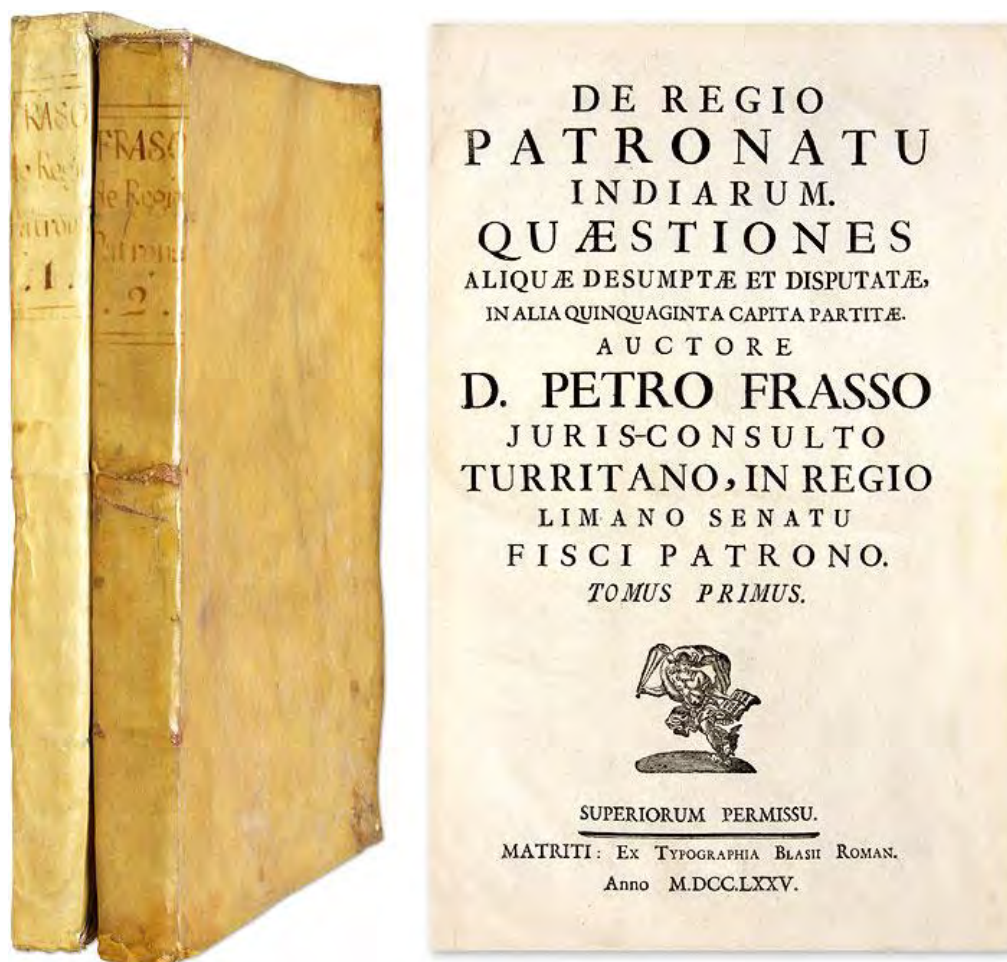 FRASO
de Regio
Patron
.1.
FRASO
de Regio
Patrona
.2.
DE REGIO
PATRONATU
INDIARUM.
QUÆSTIONES
ALIQUÆ DESUMPTÆ ET DISPUTATÆ,
IN ALIA QUINQUAGINTA CAPITA PARTITÆ.
AUCTORE
D. PETRO FRASSO
JURIS-CONSULTO
TURRITANO, IN REGIO
LIMANO SENATU
FISCI PATRONO.
TOMUS PRIMUS.
SUPERIORUM PERMISSU.
MATRITI: Ex Typographia Blasii Roman.
Anno M.DCC.LXXV.